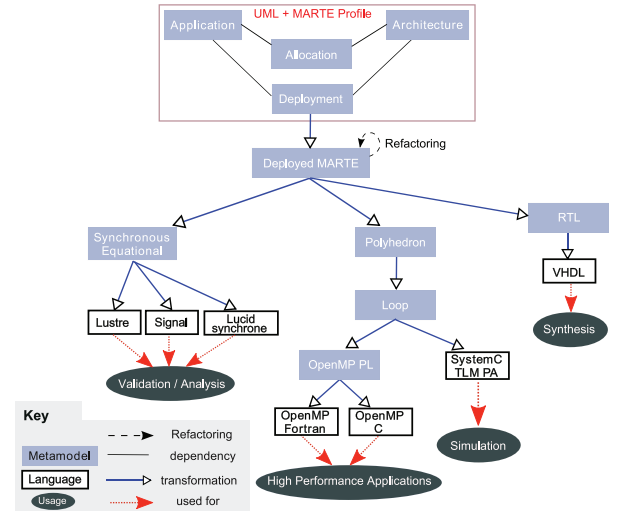 UML + MARTE Profile
Application
Architecture
Allocation
Deployment
Refactoring
Deployed MARTE
RTL
Synchronous
Equational
Polyhedron
VHDL
Loop
Lustre
Signal
Lucid
synchrone
Synthesis
OpenMP PL
SystemC
TLM PA
Validation / Analysis
OpenMP
Fortran
OpenMP
C
Simulation
High Performance Applications
Key
Refactoring
Metamodel
dependency
Language
transformation
Usage
used for